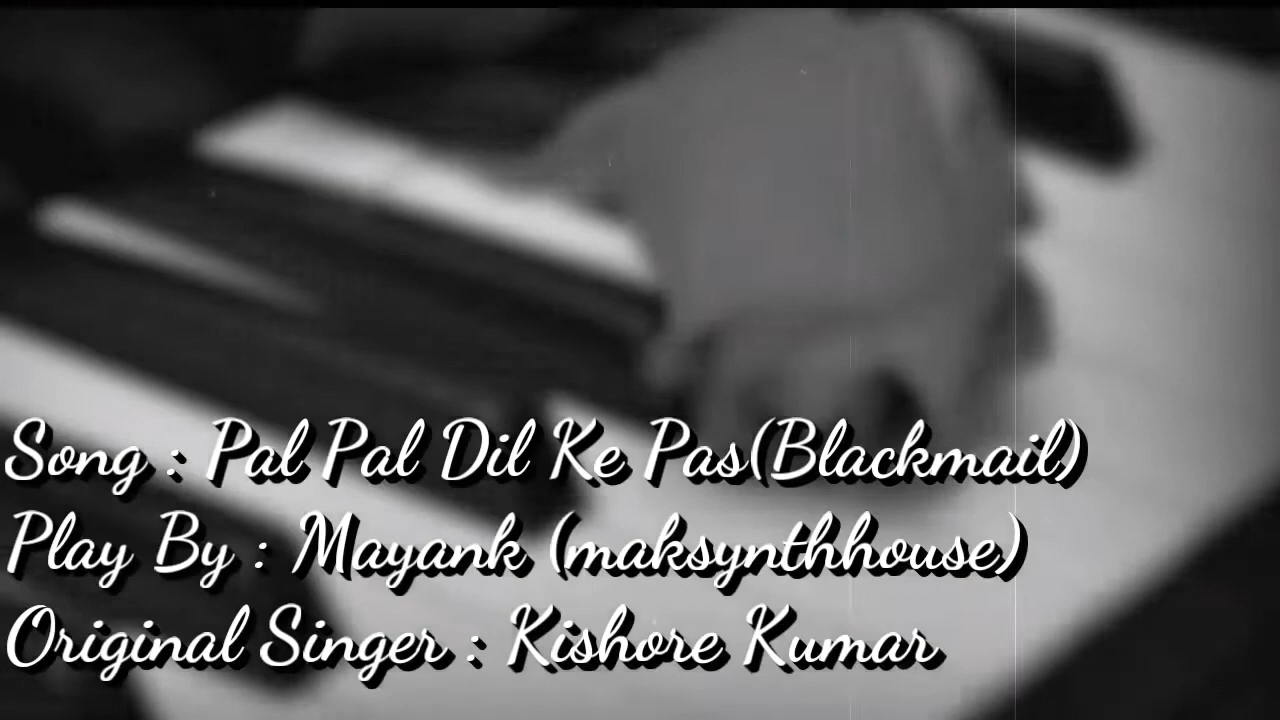 Song : Pal Pal Dil Ke Pas(Blackmail)
Play By : Mayank (maksynthhouse)
Original Singer : Kishore Kumar